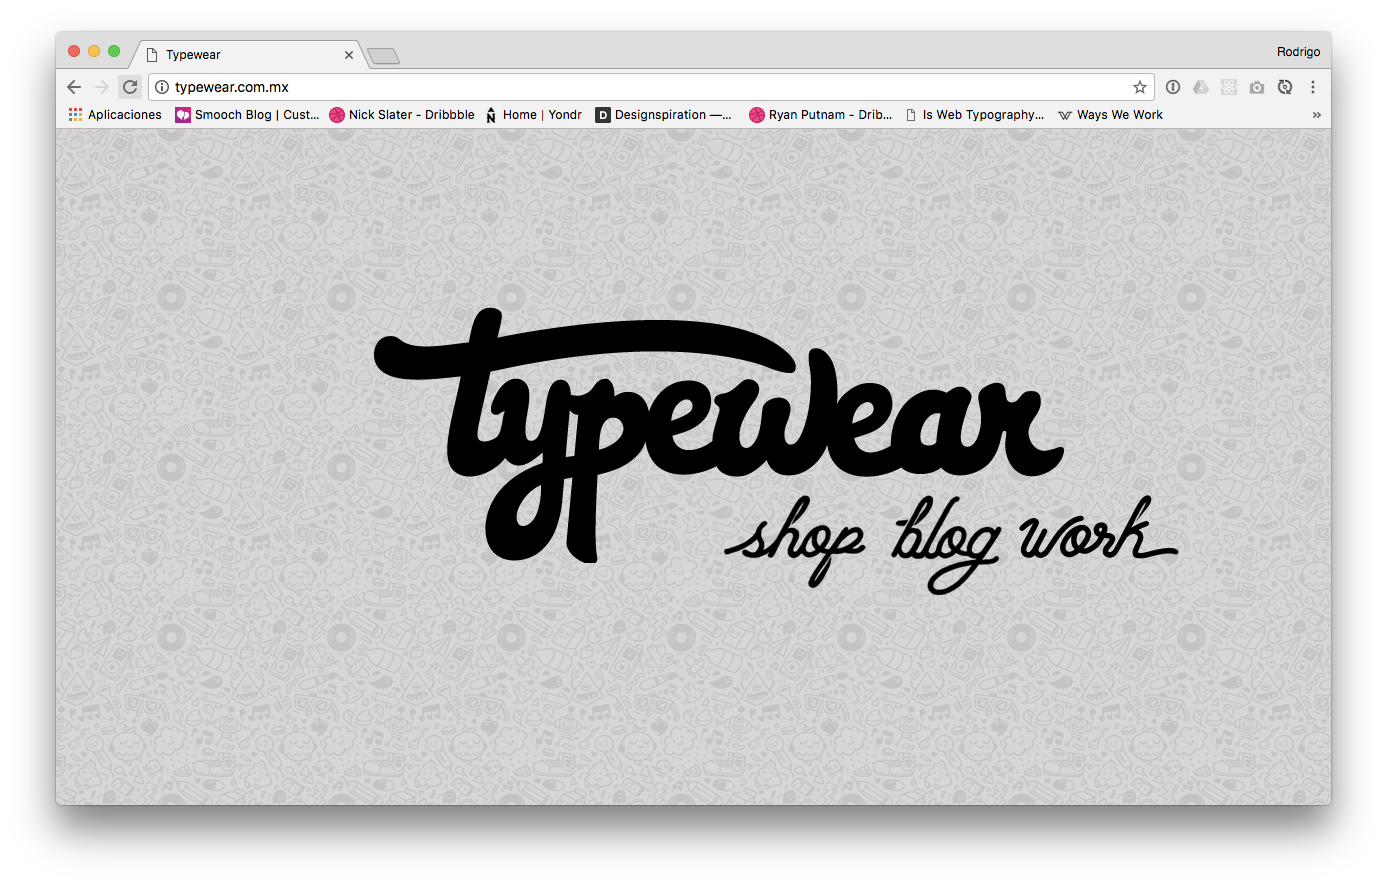 Typewear
Rodrigo
typewear.com.mx
Aplicaciones Smooch Blog | Cust... Nick Slater - Dribbble Home | Yondr Designspiration —... Ryan Putnam - Drib... Is Web Typography... Ways We Work »
typewear
shop blog work